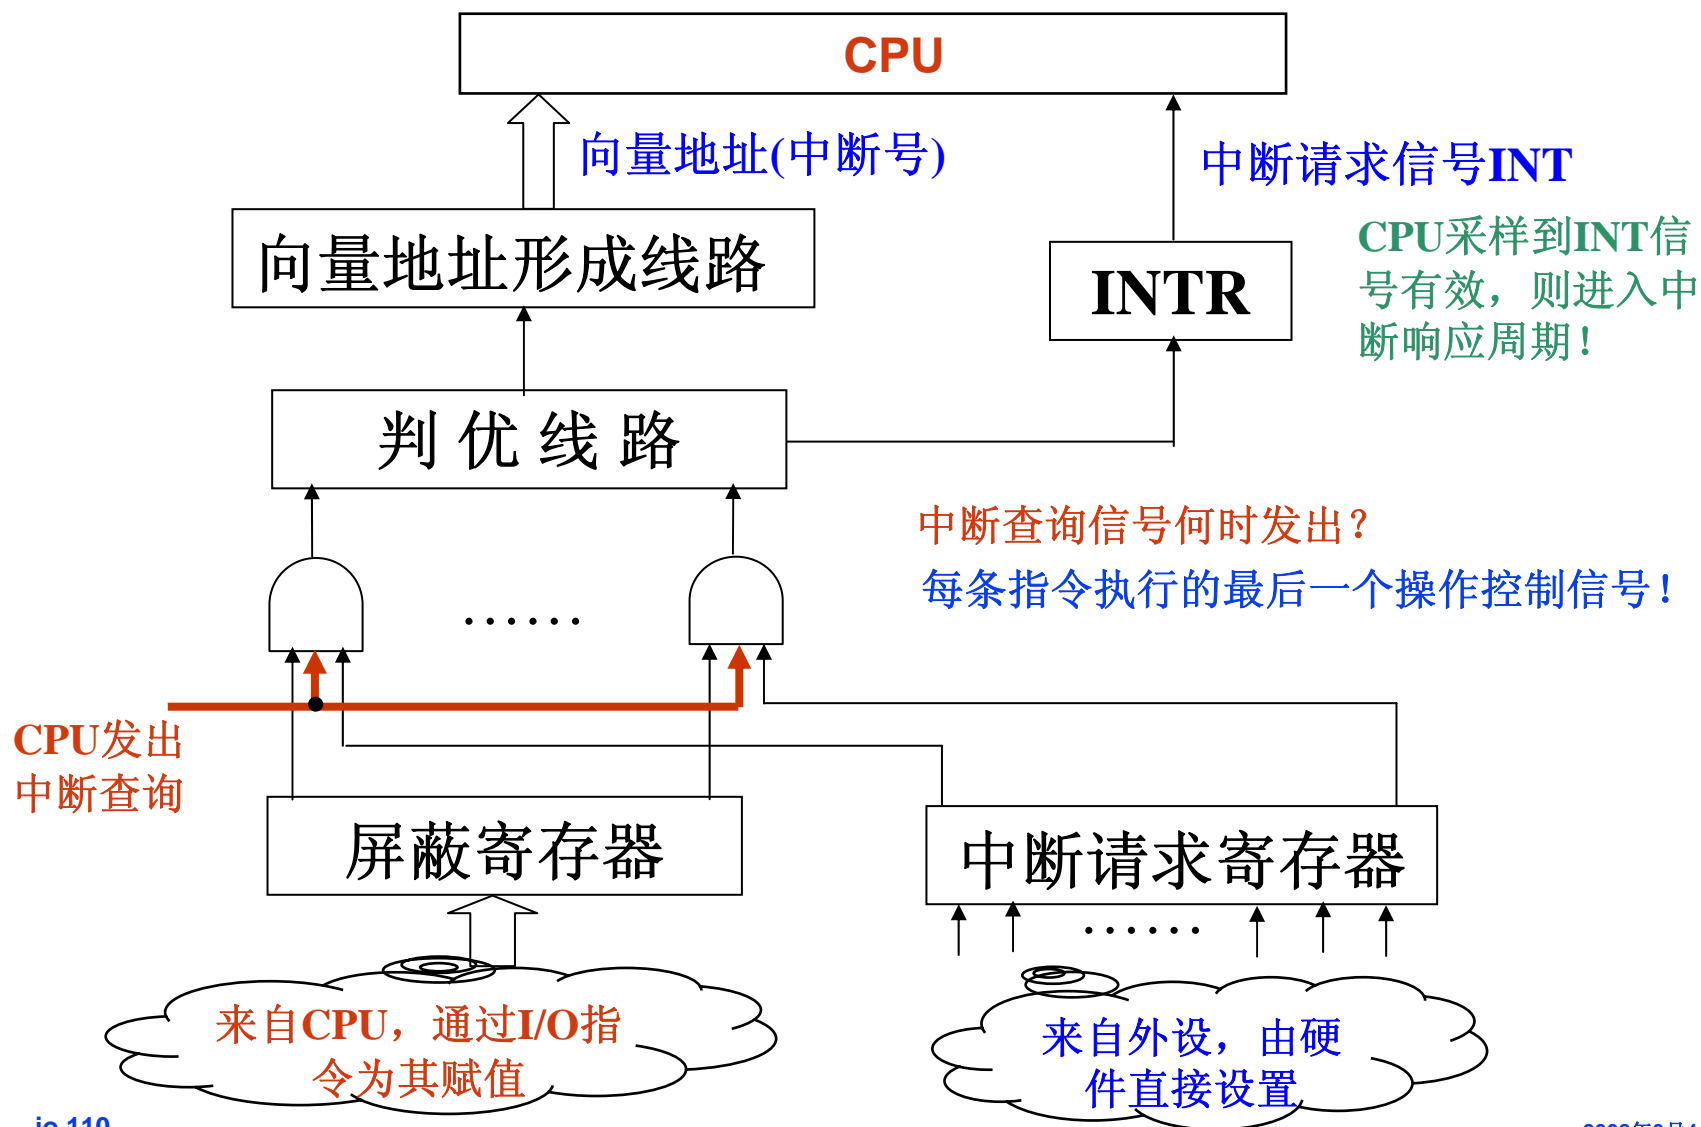 CPU
向量地址(中断号)
中断请求信号INT
CPU采样到INT信
号有效，则进入中
断响应周期！
向量地址形成线路
INTR
判优线路
中断查询信号何时发出？
每条指令执行的最后一个操作控制信号！
……
CPU发出
中断查询
屏蔽寄存器
中断请求寄存器
……
来自CPU，通过I/O指
令为其赋值
来自外设，由硬
件直接设置